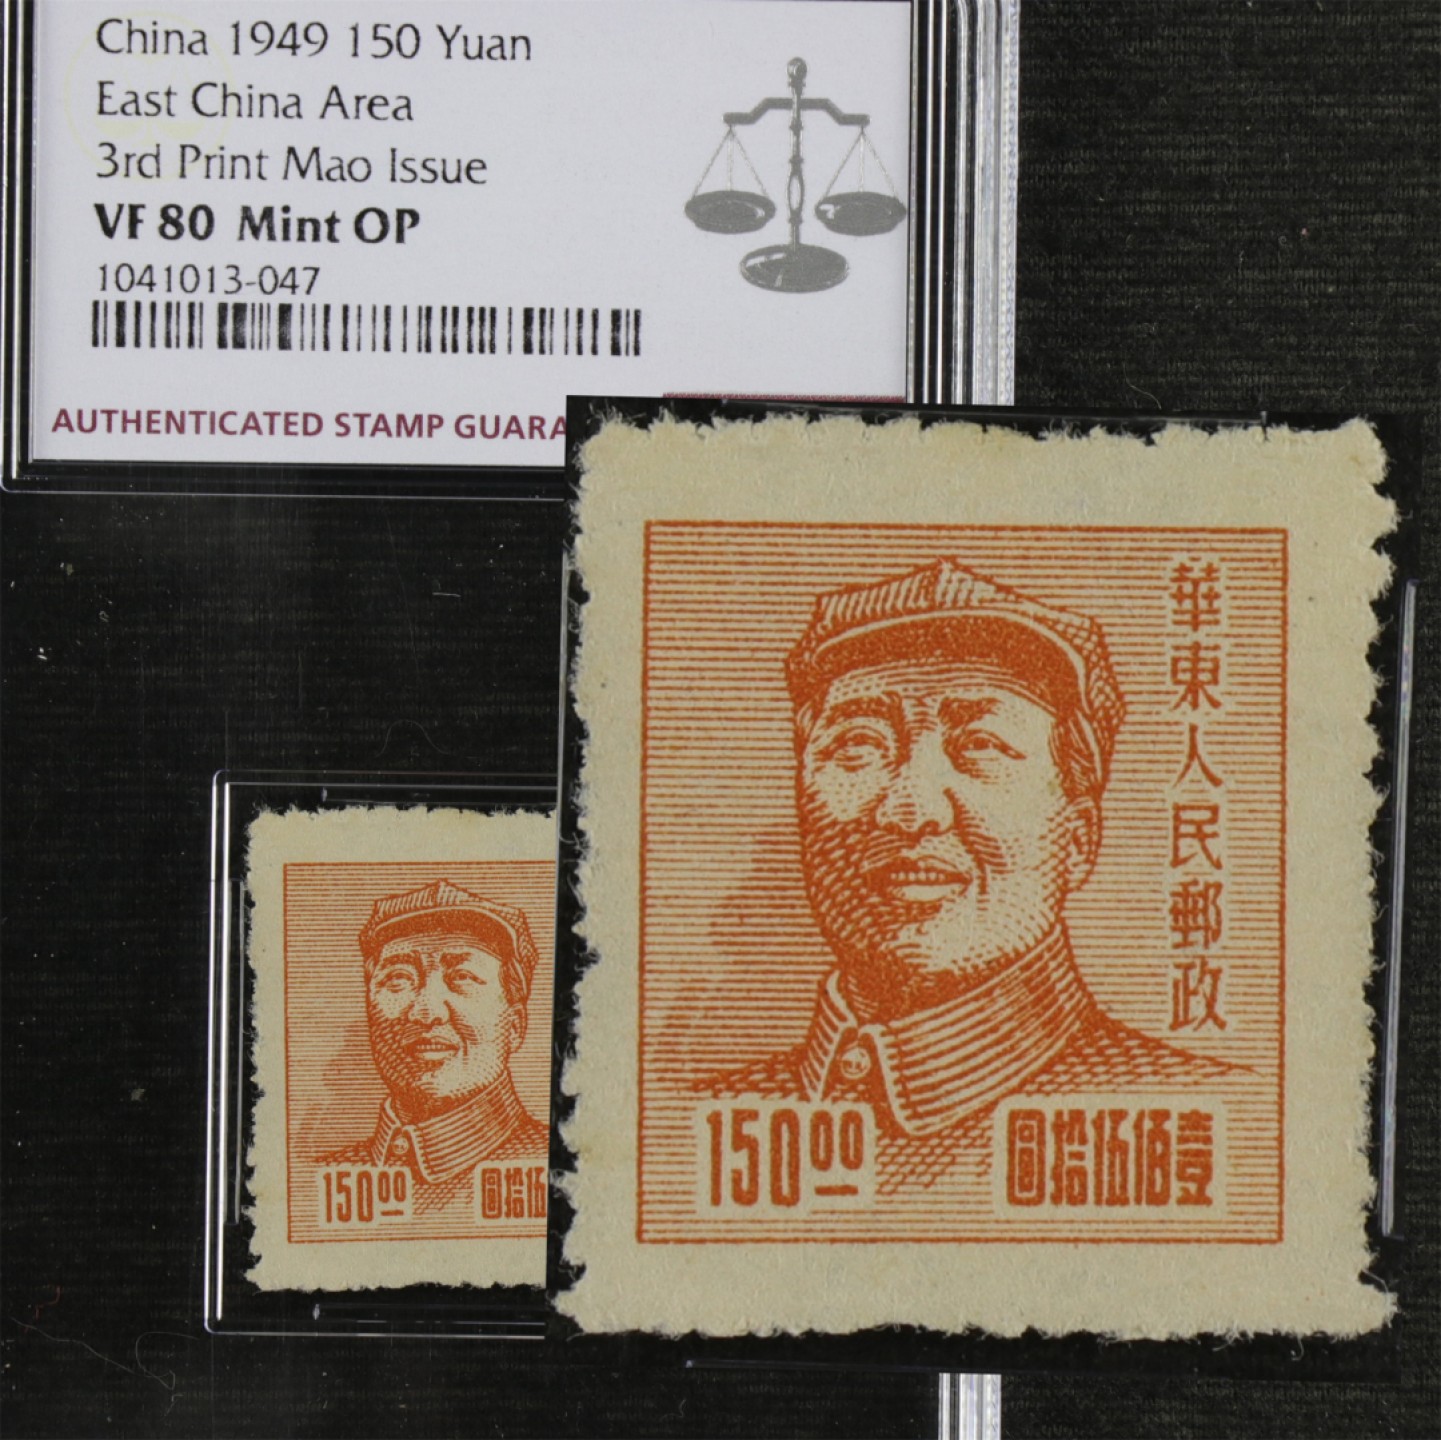 China 1949 150 Yuan
East China Area
3rd Print Mao Issue
VF 80 Mint OP
1041013-047
AUTHENTICATED STAMP GUARA
華東人民郵政
150.00
圓拾伍佰壹
150.00
圓拾伍